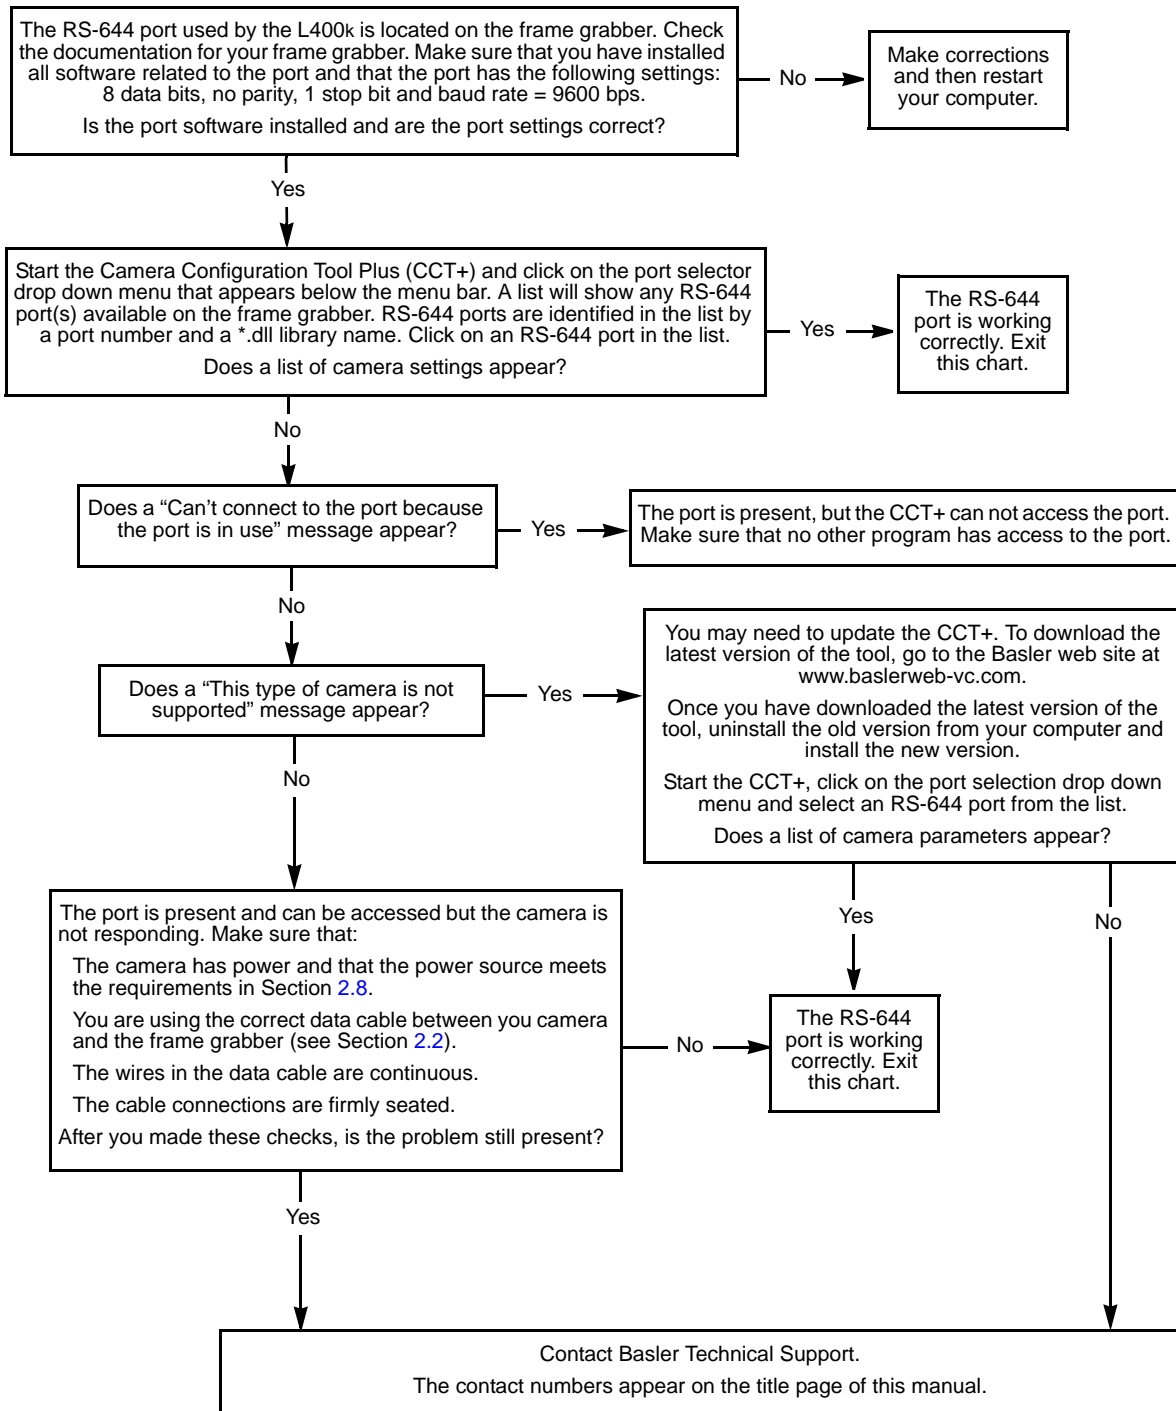 The RS-644 port used by the L400k is located on the frame grabber. Check
the documentation for your frame grabber. Make sure that you have installed
all software related to the port and that the port has the following settings:
8 data bits, no parity, 1 stop bit and baud rate = 9600 bps.
Is the port software installed and are the port settings correct?
No
Make corrections
and then restart
your computer.
Yes
Start the Camera Configuration Tool Plus (CCT+) and click on the port selector
drop down menu that appears below the menu bar. A list will show any RS-644
port(s) available on the frame grabber. RS-644 ports are identified in the list by
a port number and a *.dll library name. Click on an RS-644 port in the list.
Does a list of camera settings appear?
Yes
The RS-644
port is working
correctly. Exit
this chart.
No
Does a “Can’t connect to the port because
the port is in use” message appear?
Yes
The port is present, but the CCT+ can not access the port.
Make sure that no other program has access to the port.
No
Does a “This type of camera is not
supported” message appear?
Yes
You may need to update the CCT+. To download the
latest version of the tool, go to the Basler web site at
www.baslerweb-vc.com.
Once you have downloaded the latest version of the
tool, uninstall the old version from your computer and
install the new version.
Start the CCT+, click on the port selection drop down
menu and select an RS-644 port from the list.
Does a list of camera parameters appear?
No
The port is present and can be accessed but the camera is
not responding. Make sure that:
The camera has power and that the power source meets
the requirements in Section 2.8.
You are using the correct data cable between you camera
and the frame grabber (see Section 2.2).
The wires in the data cable are continuous.
The cable connections are firmly seated.
After you made these checks, is the problem still present?
Yes
No
No
The RS-644
port is working
correctly. Exit
this chart.
Yes
Contact Basler Technical Support.
The contact numbers appear on the title page of this manual.